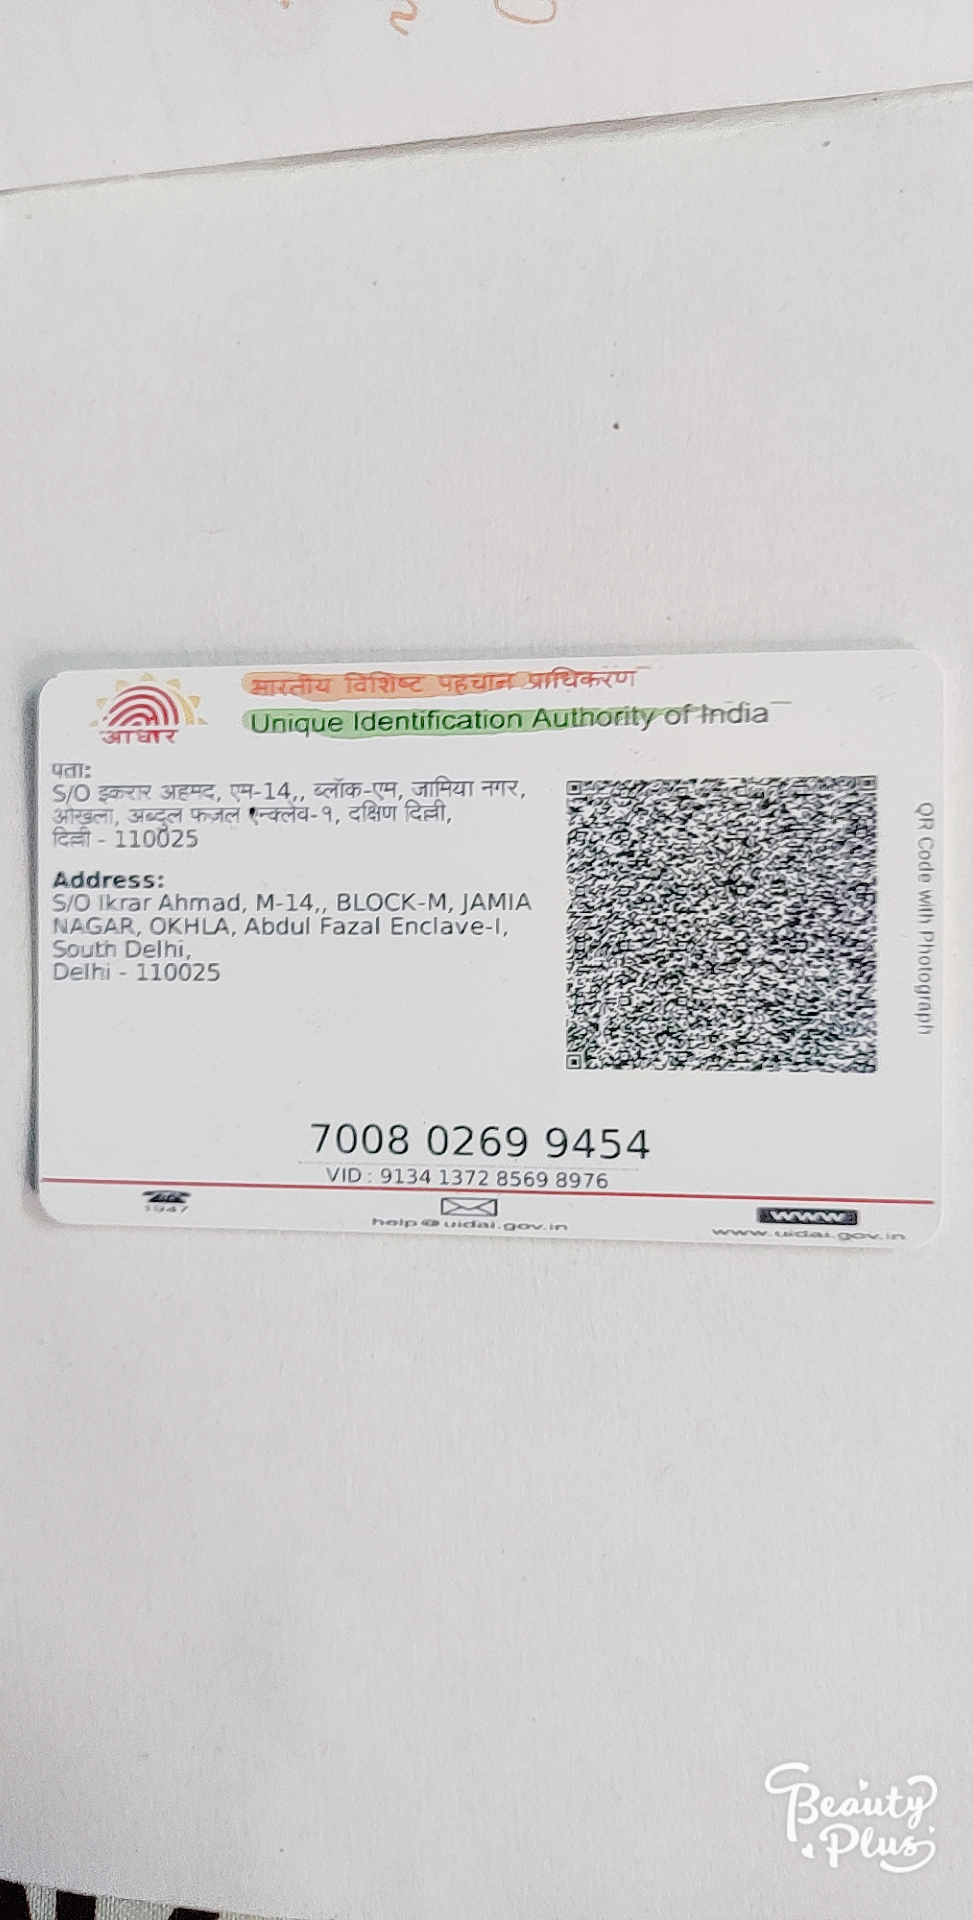 भारतीय विशिष्ट पहचान प्राधिकरण
Unique Identification Authority of India
आधार
पता:
S/O इकरार अहमद, एम-14,, ब्लॉक-एम, जामिया नगर,
ओखला, अब्दुल फज़ल एन्क्लेव-१, दक्षिण दिल्ली,
दिल्ली - 110025
Address:
S/O Ikrar Ahmad, M-14,, BLOCK-M, JAMIA
NAGAR, OKHLA, Abdul Fazal Enclave-I,
South Delhi,
Delhi - 110025
QR Code with Photograph
7008 0269 9454
VID : 9134 1372 8569 8976
1947
help@uidai.gov.in
www
www.uidai.gov.in
Beauty
Plus